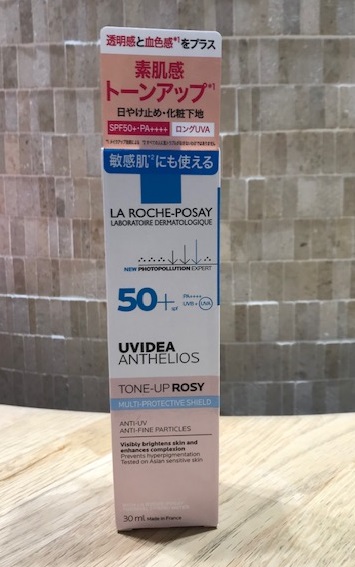 透明感と血色感*1をプラス
素肌感
トーンアップ*1
日やけ止め・化粧下地
SPF50+・PA++++ ロングUVA
敏感肌*2にも使える
LA ROCHE-POSAY
LABORATOIRE DERMATOLOGIQUE
NEW PHOTOPOLLUTION EXPERT
50+ SPF PA++++
UVB + UVA
UVIDEA
ANTHELIOS
TONE-UP ROSY
MULTI-PROTECTIVE SHIELD
ANTI-UV
ANTI-FINE PARTICLES
Visibly brightens skin and
enhances complexion
Prevents hyperpigmentation
Tested on Asian sensitive skin
30 ml Made in France